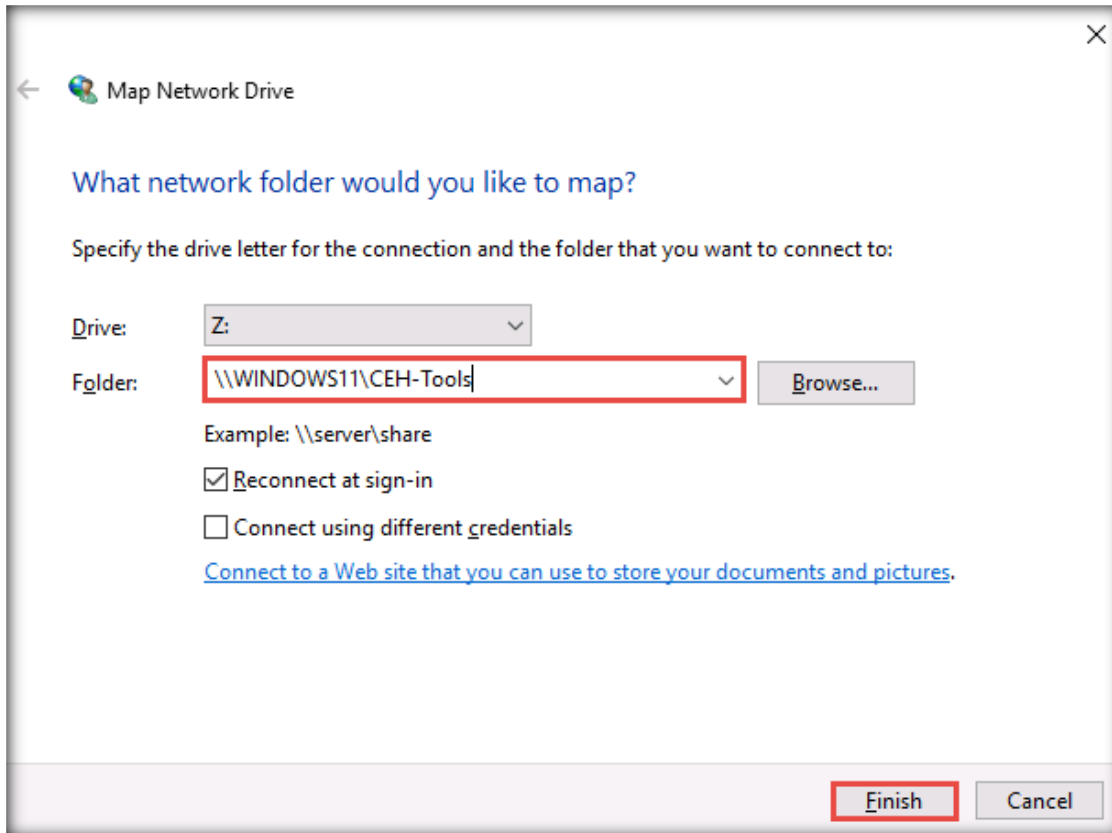 Map Network Drive
What network folder would you like to map?
Specify the drive letter for the connection and the folder that you want to connect to:
Drive: Z:
Folder: \\WINDOWS11\CEH-Tools Browse...
Example: \\server\share
Reconnect at sign-in
Connect using different credentials
Connect to a Web site that you can use to store your documents and pictures.
Finish Cancel